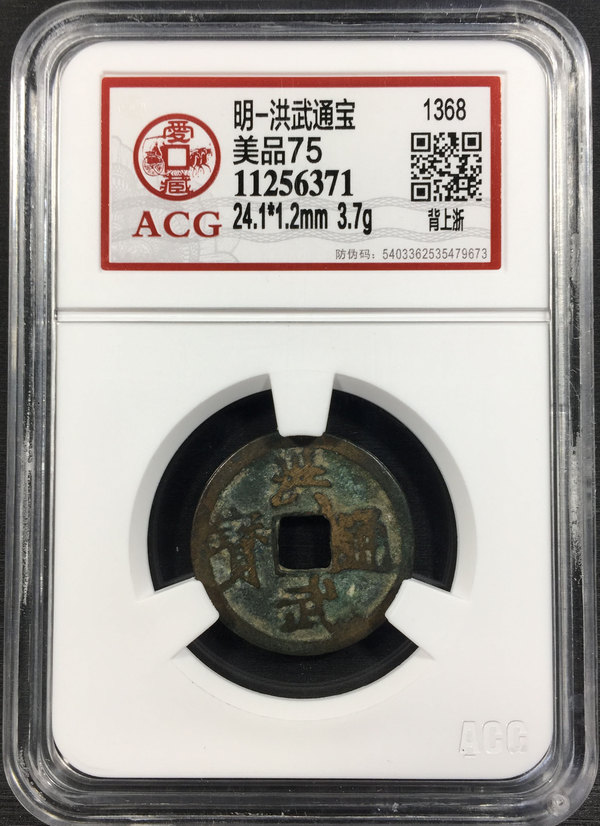 愛藏
ACG
明-洪武通宝
美品75
11256371
24.1*1.2mm 3.7g
1368
背上浙
防伪码：5403362535479673
洪武通寳
ACG